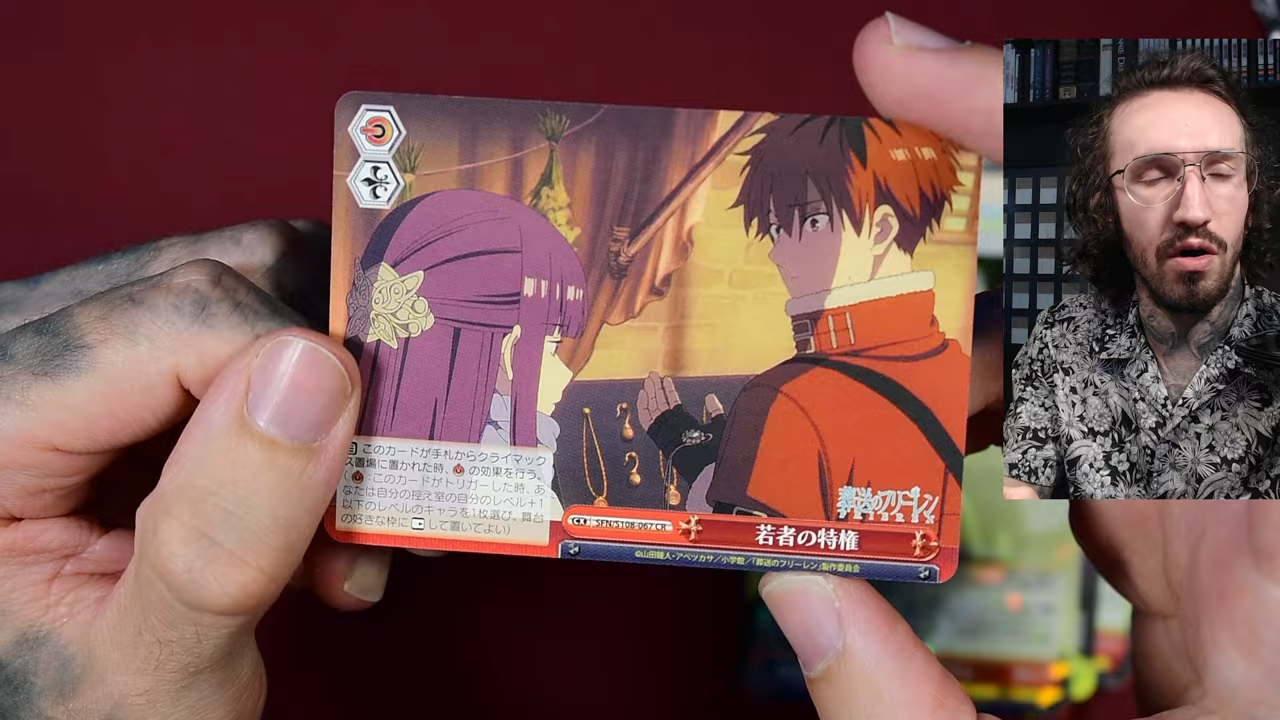 自 このカードが手札からクライマック
ス置場に置かれた時、 の効果を行う。
( :このカードがトリガーした時、あ
なたは自分の控え室の自分のレベル+1
以下のレベルのキャラを1枚選び、舞台
の好きな枠に して置いてよい)
CX SFN/S108-067 CR
若者の特権
葬送のフリーレン
FRIEREN
©山田鐘人・アベツカサ/小学館/「葬送のフリーレン」製作委員会